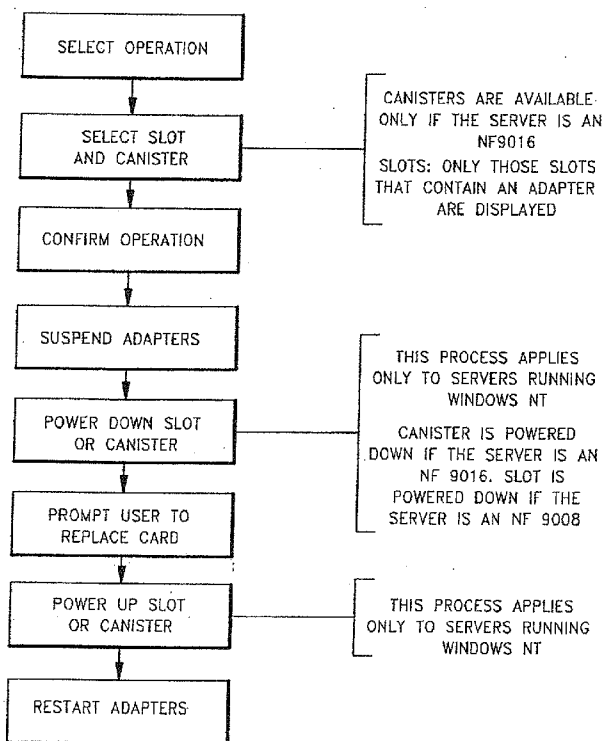 SELECT OPERATION
SELECT SLOT
AND CANISTER
CANISTERS ARE AVAILABLE
ONLY IF THE SERVER IS AN
NF9016
SLOTS: ONLY THOSE SLOTS
THAT CONTAIN AN ADAPTER
ARE DISPLAYED
CONFIRM OPERATION
SUSPEND ADAPTERS
POWER DOWN SLOT
OR CANISTER
THIS PROCESS APPLIES
ONLY TO SERVERS RUNNING
WINDOWS NT
CANISTER IS POWERED
DOWN IF THE SERVER IS AN
NF 9016. SLOT IS
POWERED DOWN IF THE
SERVER IS AN NF 9008
PROMPT USER TO
REPLACE CARD
POWER UP SLOT
OR CANISTER
THIS PROCESS APPLIES
ONLY TO SERVERS RUNNING
WINDOWS NT
RESTART ADAPTERS